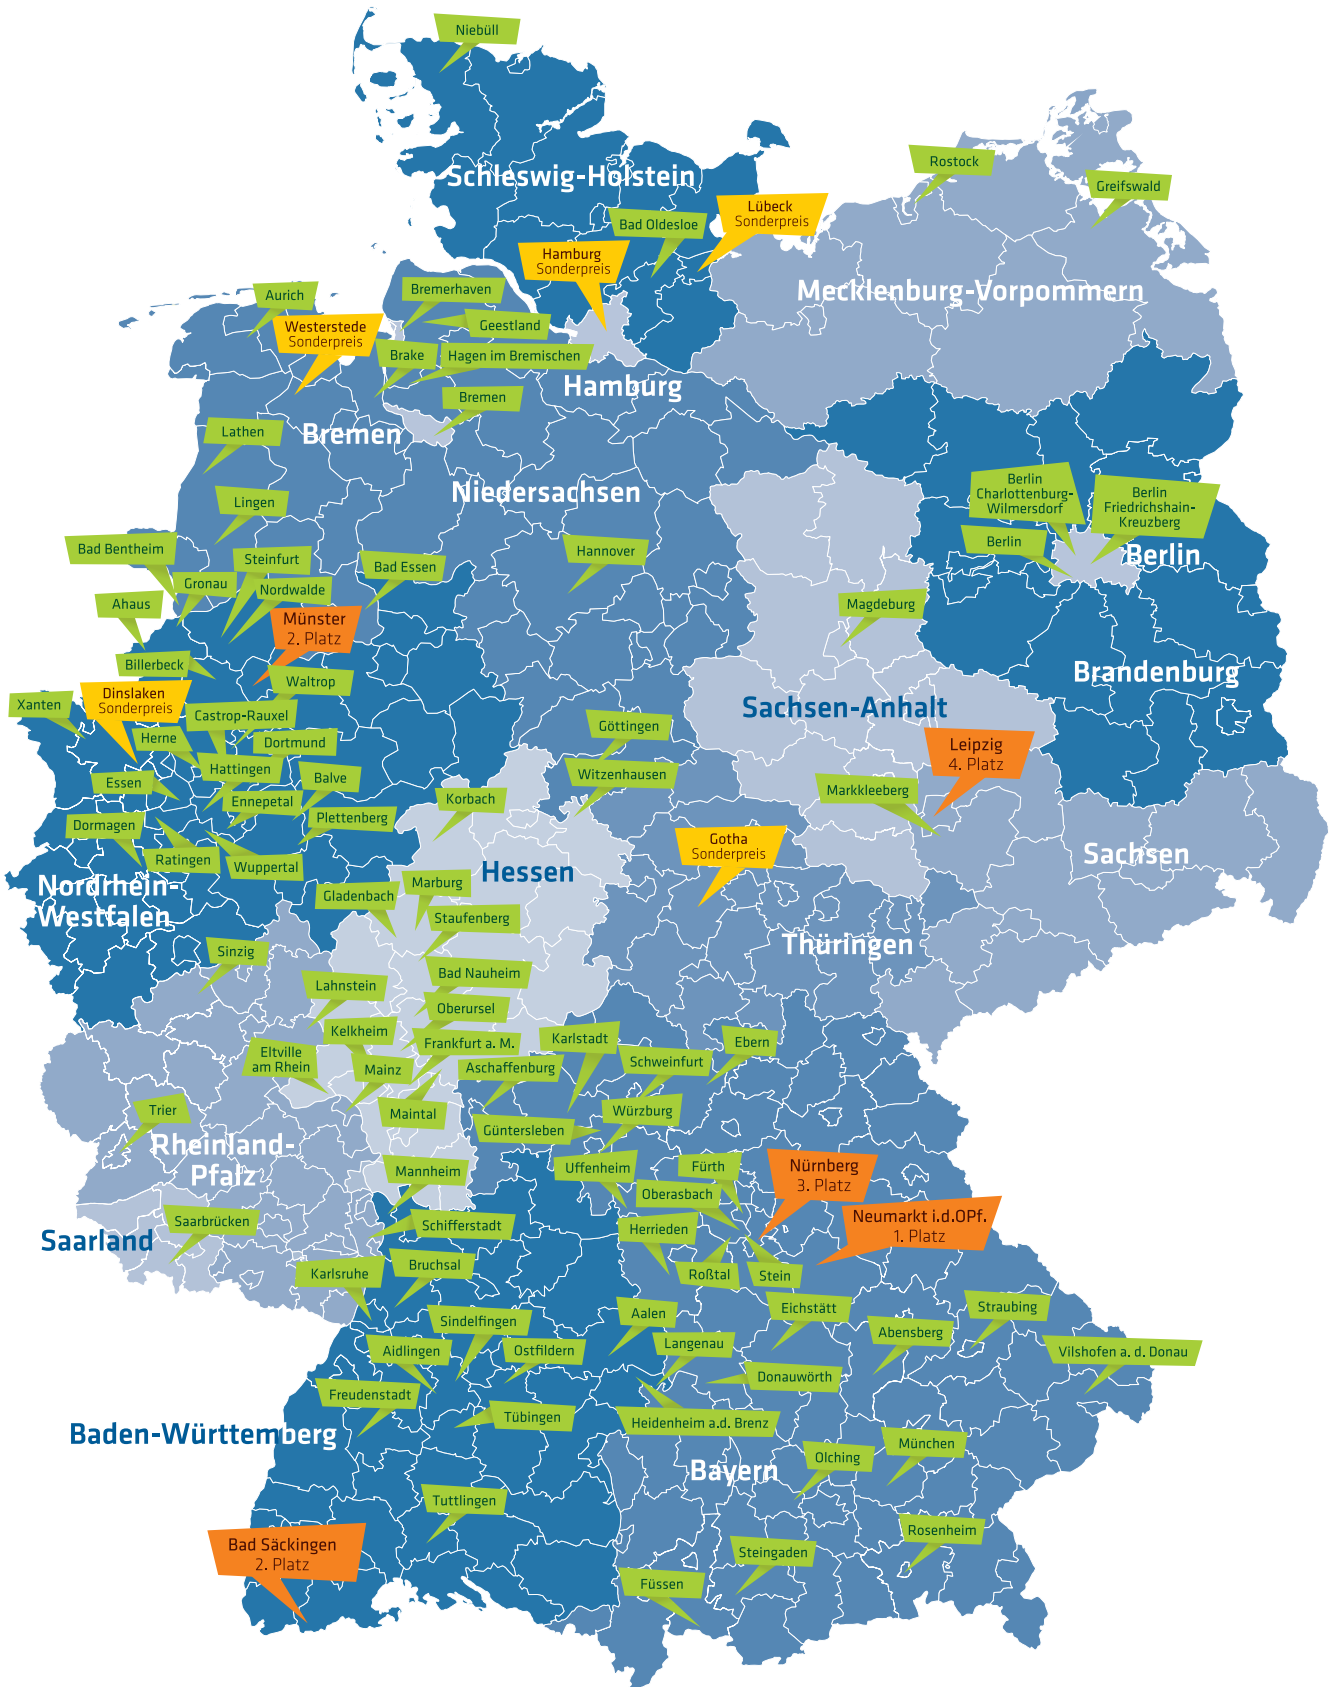 Niebüll
Rostock
Schleswig-Holstein
Greifswald
Lübeck
Sonderpreis
Bad Oldesloe
Hamburg
Sonderpreis
Mecklenburg-Vorpommern
Bremerhaven
Aurich
Geestland
Westerstede
Sonderpreis
Brake
Hagen im Bremischen
Hamburg
Bremen
Lathen
Bremen
Niedersachsen
Berlin
Charlottenburg-
Wilmersdorf
Berlin
Friedrichshain-
Kreuzberg
Lingen
Berlin
Berlin
Bad Bentheim
Hannover
Steinfurt
Bad Essen
Gronau
Nordwalde
Ahaus
Magdeburg
Münster
2. Platz
Billerbeck
Brandenburg
Waltrop
Dinslaken
Sonderpreis
Xanten
Sachsen-Anhalt
Castrop-Rauxel
Göttingen
Herne
Dortmund
Leipzig
4. Platz
Hattingen
Witzenhausen
Essen
Balve
Markkleeberg
Ennepetal
Korbach
Plettenberg
Dormagen
Gotha
Sonderpreis
Sachsen
Ratingen
Wuppertal
Hessen
Nordrhein-
Westfalen
Marburg
Gladenbach
Staufenberg
Thüringen
Sinzig
Bad Nauheim
Lahnstein
Oberursel
Kelkheim
Frankfurt a. M.
Karlstadt
Ebern
Eltville
am Rhein
Mainz
Aschaffenburg
Schweinfurt
Trier
Maintal
Würzburg
Güntersleben
Rheinland-
Pfalz
Mannheim
Uffenheim
Fürth
Nürnberg
3. Platz
Oberasbach
Saarbrücken
Schifferstadt
Herrieden
Neumarkt i.d.OPf.
1. Platz
Saarland
Bruchsal
Karlsruhe
Roßtal
Stein
Sindelfingen
Aalen
Eichstätt
Straubing
Abensberg
Aidlingen
Ostfildern
Langenau
Vilshofen a. d. Donau
Donauwörth
Freudenstadt
Tübingen
Heidenheim a.d. Brenz
Baden-Württemberg
München
Olching
Bayern
Tuttlingen
Rosenheim
Bad Säckingen
2. Platz
Steingaden
Füssen